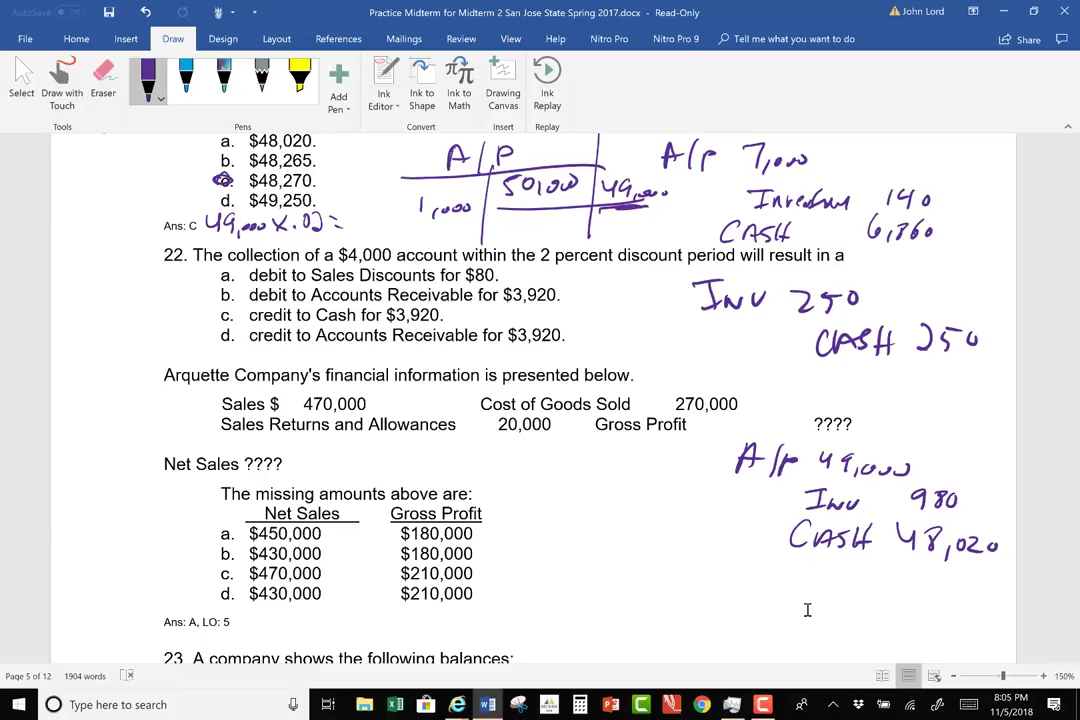 AutoSave Off
Practice Midterm for Midterm 2 San Jose State Spring 2017.docx - Read-Only
John Lord
File Home Insert Draw Design Layout References Mailings Review View Help Nitro Pro Nitro Pro 9 Tell me what you want to do Share
Select
Draw with Touch
Eraser
Add Pen
Ink Editor
Ink to Shape
Ink to Math
Drawing Canvas
Ink Replay
Tools Pens Convert Insert Replay
a. $48,020.
b. $48,265.
c. $48,270.
d. $49,250.
Ans: C 49,000 x .02 =
A/P
1,000 50,000 49,000
A/P 7,000
Inventory 140
CASH 6,860
22. The collection of a $4,000 account within the 2 percent discount period will result in a
a. debit to Sales Discounts for $80.
b. debit to Accounts Receivable for $3,920.
c. credit to Cash for $3,920.
d. credit to Accounts Receivable for $3,920.
INV 250
CASH 250
Arquette Company's financial information is presented below.
Sales $ 470,000 Cost of Goods Sold 270,000
Sales Returns and Allowances 20,000 Gross Profit ????
Net Sales ????
A/P 49,000
INV 980
CASH 48,020
The missing amounts above are:
Net Sales Gross Profit
a. $450,000 $180,000
b. $430,000 $180,000
c. $470,000 $210,000
d. $430,000 $210,000
Ans: A, LO: 5
23. A company shows the following balances:
Page 5 of 12 1904 words 150%
Type here to search
8:05 PM
11/5/2018